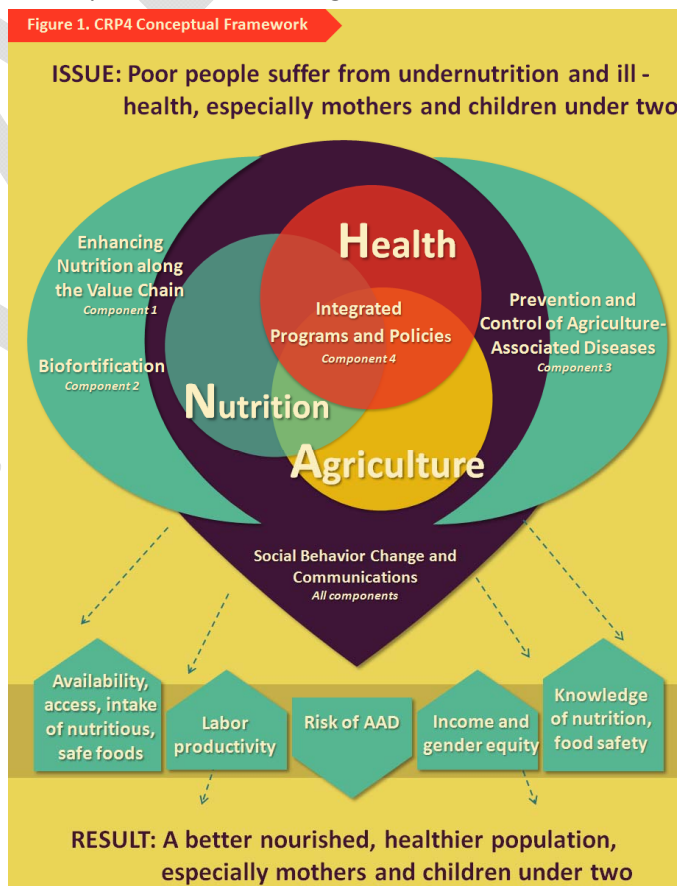 Figure 1. CRP4 Conceptual Framework
ISSUE: Poor people suffer from undernutrition and ill -
health, especially mothers and children under two
Enhancing
Nutrition along
the Value Chain
Component 1
Biofortification
Component 2
Health
Integrated
Programs and Policies
Component 4
Nutrition
Agriculture
Prevention and
Control of Agriculture-
Associated Diseases
Component 3
Social Behavior Change and
Communications
All components
Availability,
access, intake
of nutritious,
safe foods
Labor
productivity
Risk of AAD
Income and
gender equity
Knowledge
of nutrition,
food safety
RESULT: A better nourished, healthier population,
especially mothers and children under two